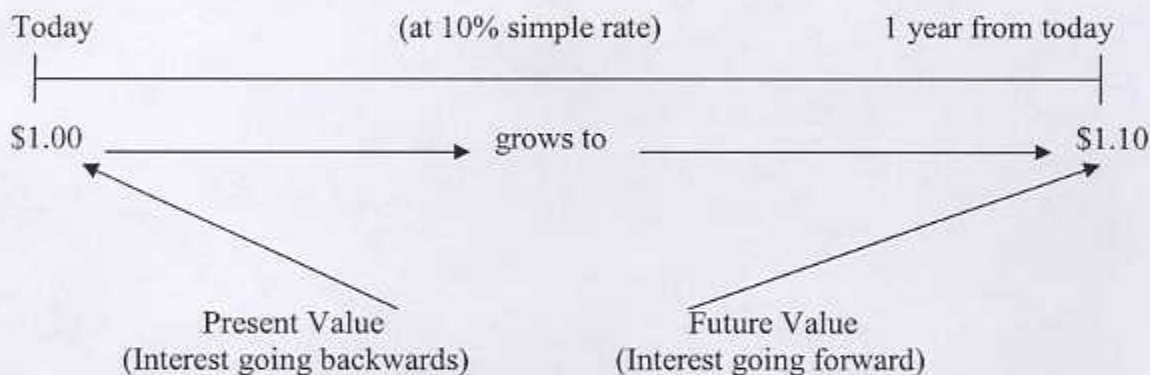 Today (at 10% simple rate) 1 year from today
$1.00 grows to $1.10
Present Value Future Value
(Interest going backwards) (Interest going forward)